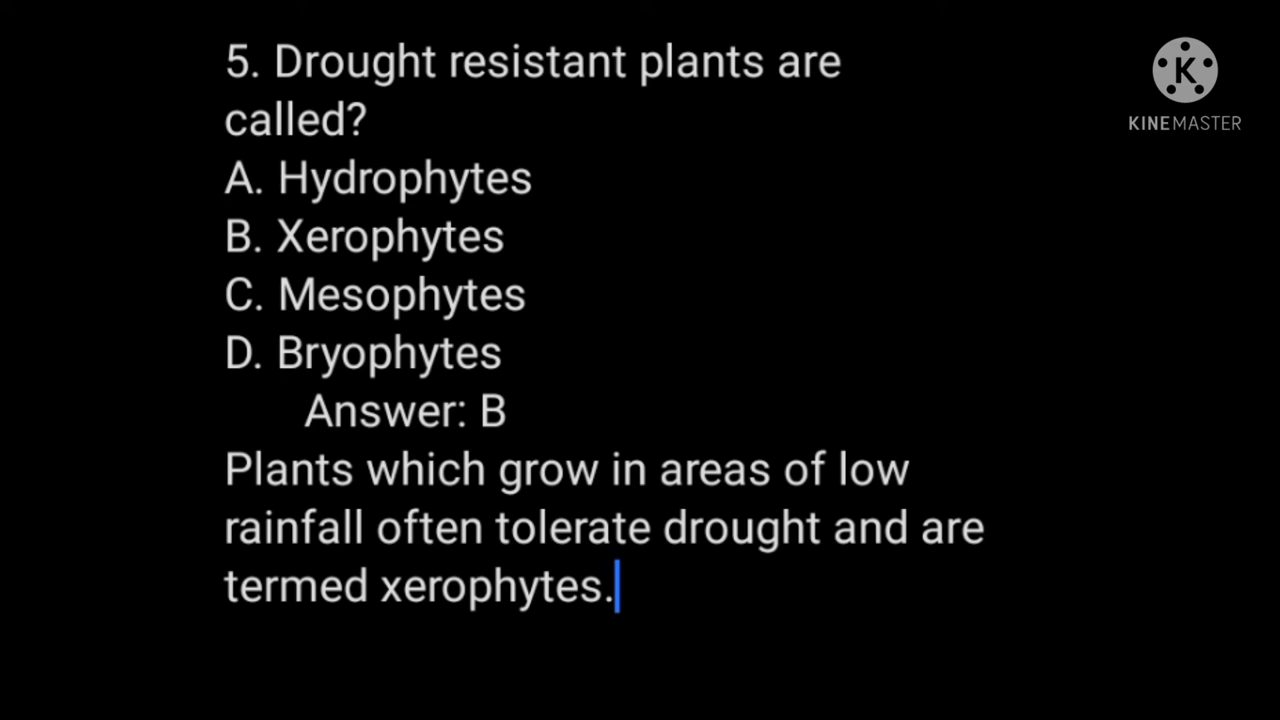 5. Drought resistant plants are
called?
A. Hydrophytes
B. Xerophytes
C. Mesophytes
D. Bryophytes
Answer: B
Plants which grow in areas of low
rainfall often tolerate drought and are
termed xerophytes.
K
KINEMASTER